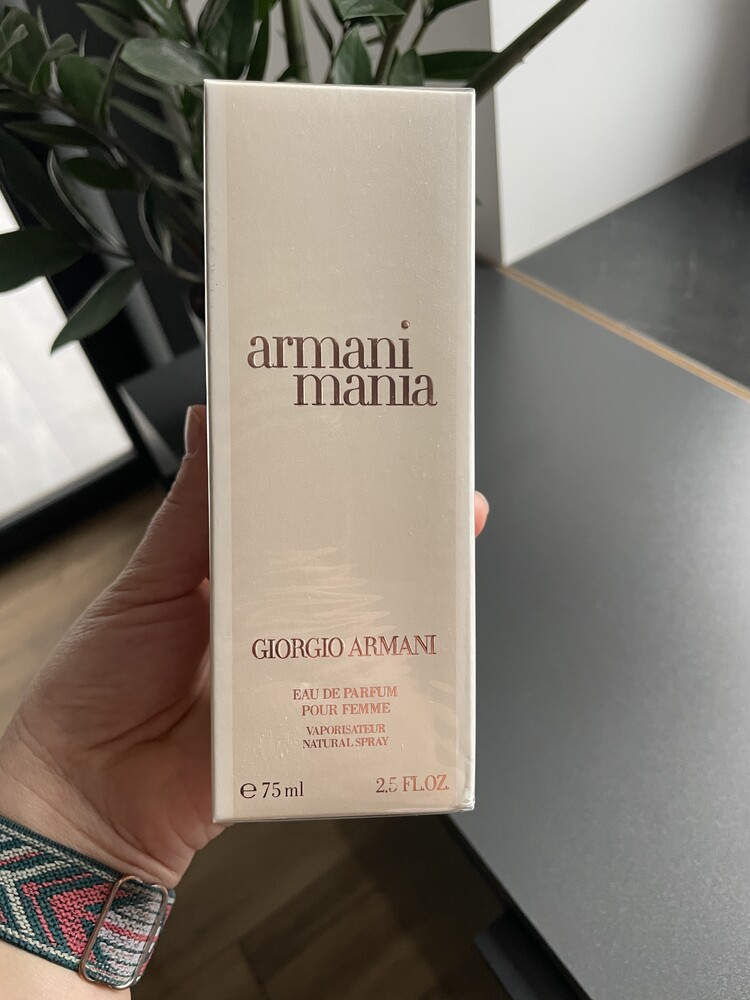 armani
mania
GIORGIO ARMANI
EAU DE PARFUM
POUR FEMME
VAPORISATEUR
NATURAL SPRAY
℮ 75 ml 2.5 FL.OZ.